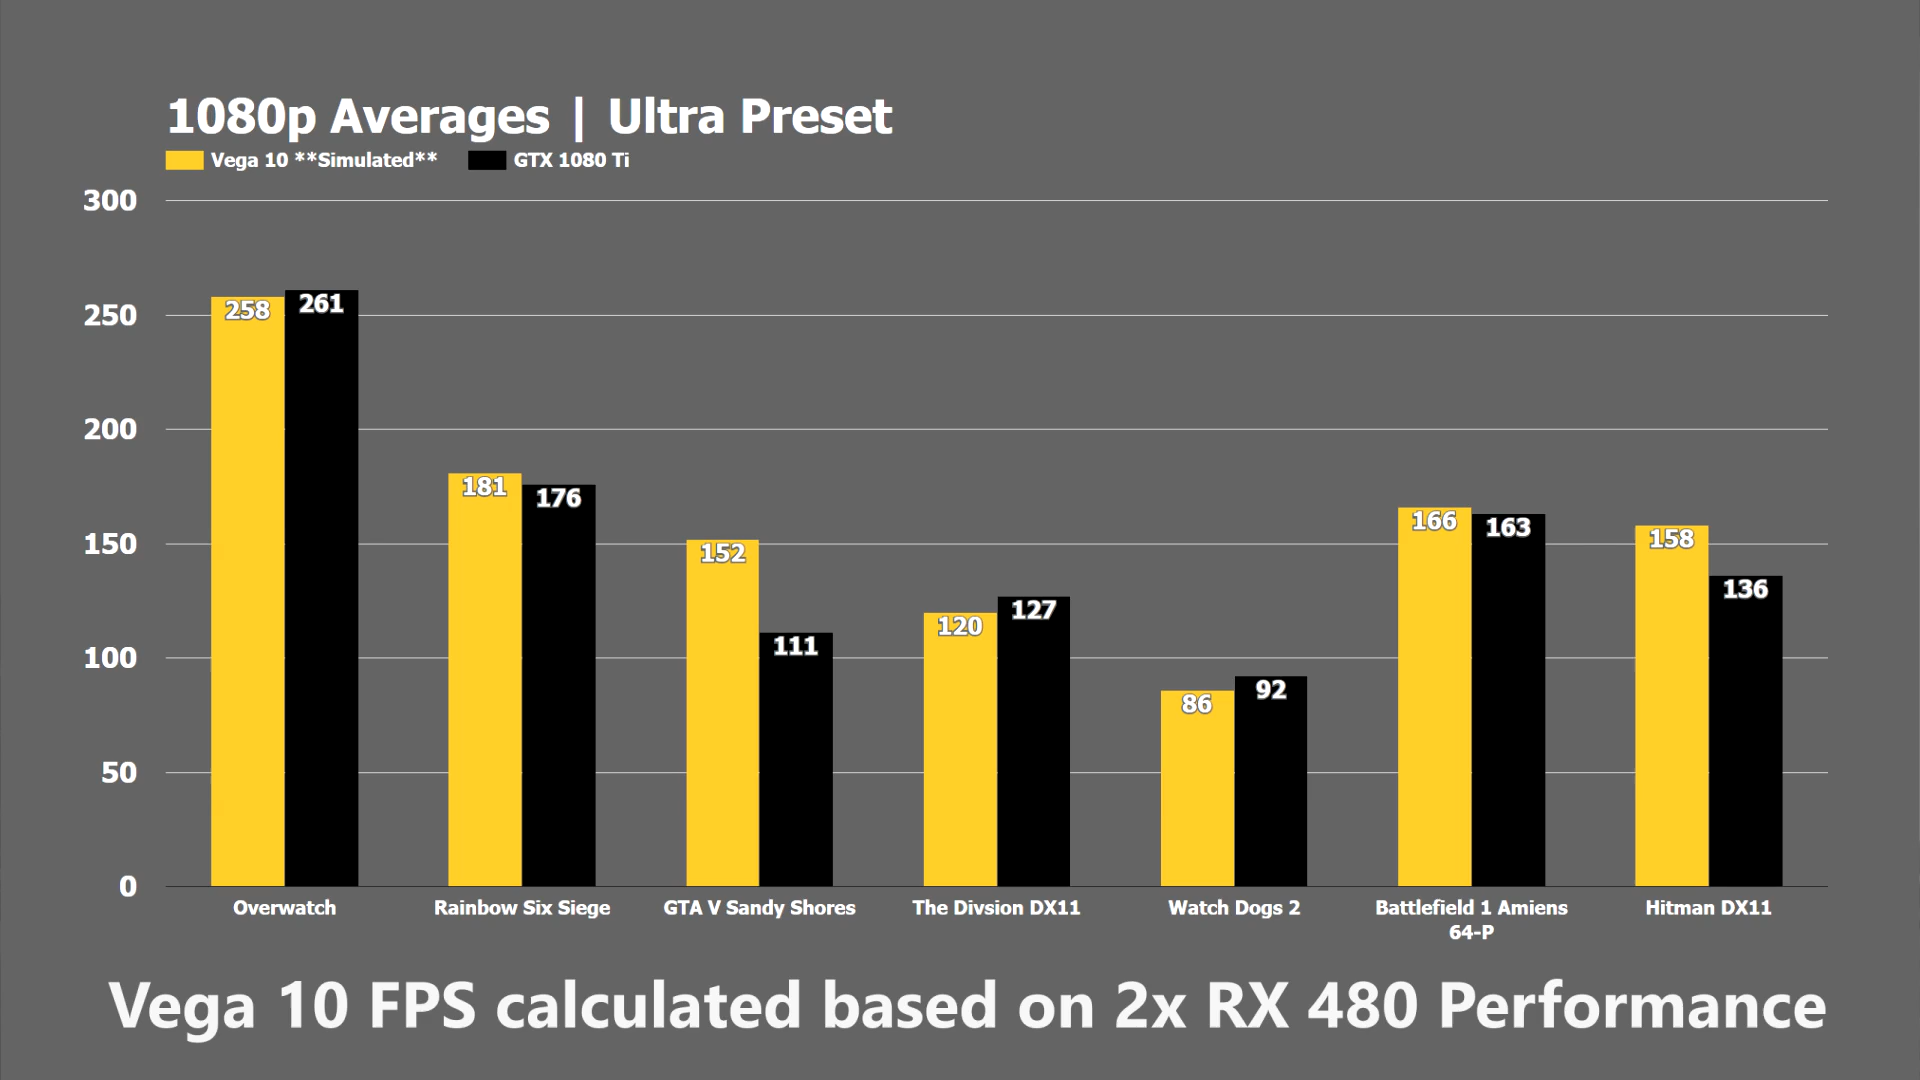 1080p Averages | Ultra Preset
Vega 10 **Simulated** GTX 1080 Ti
300
250
200
150
100
50
0
258 261
181 176
152 111
120 127
86 92
166 163
158 136
Overwatch
Rainbow Six Siege
GTA V Sandy Shores
The Divsion DX11
Watch Dogs 2
Battlefield 1 Amiens
64-P
Hitman DX11
Vega 10 FPS calculated based on 2x RX 480 Performance